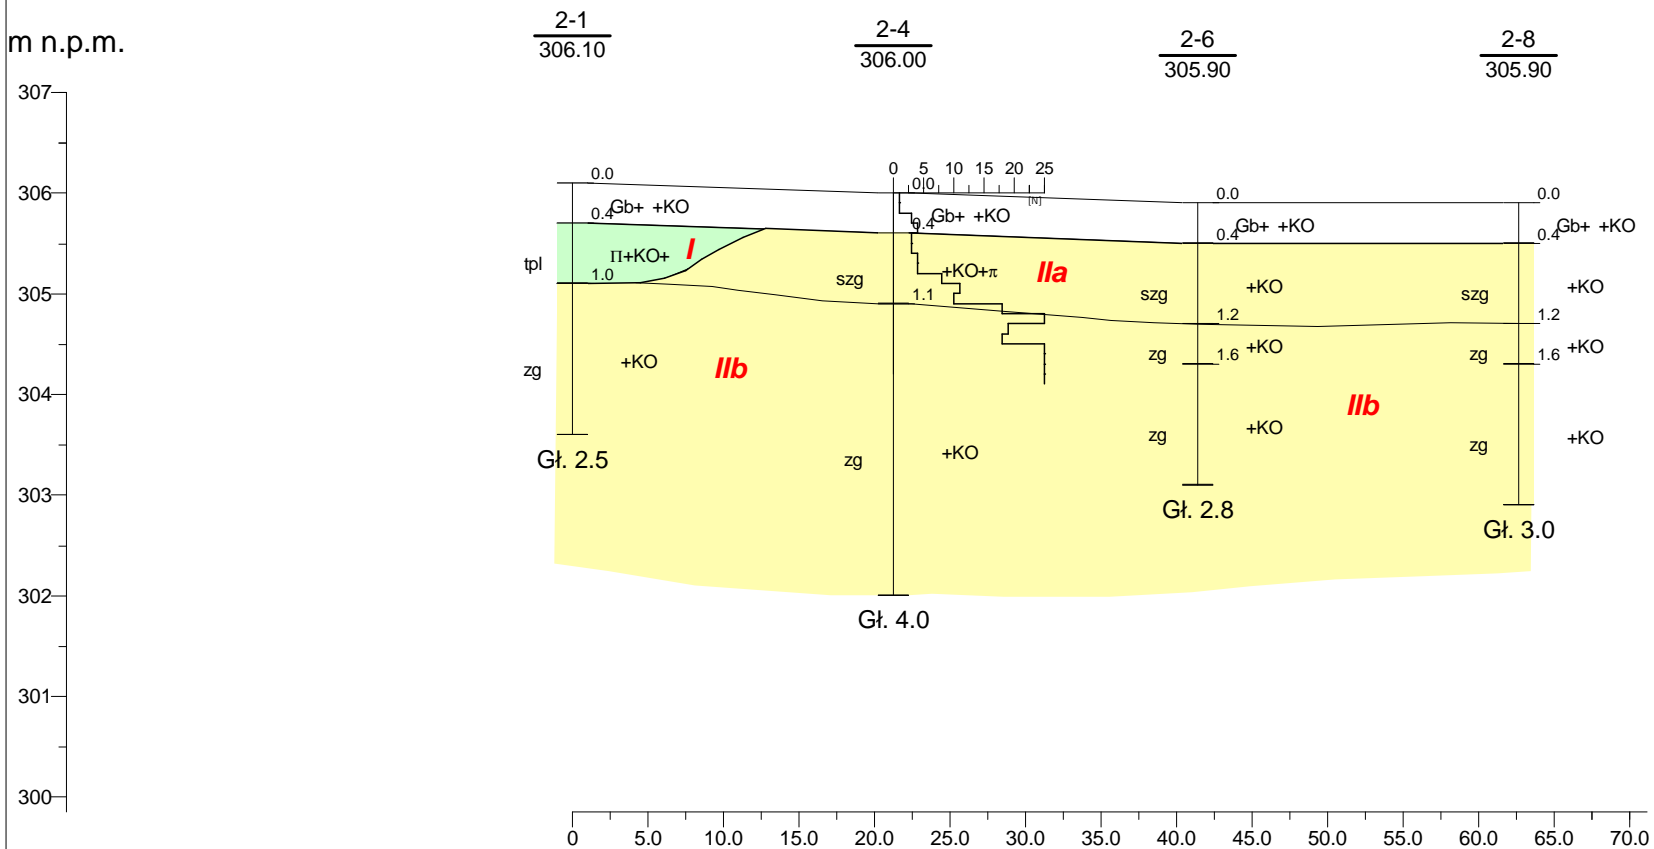 2-1
306.10
2-4
306.00
2-6
305.90
2-8
305.90
m n.p.m.
307
306
305
304
303
302
301
300
0 5 10 15 20 25
[N]
0.0
0.0
0.0
0.0
Gb+ +KO
Gb+ +KO
Gb+ +KO
Gb+ +KO
0.4
0.4
0.4
0.4
tpl
Π+KO+
I
1.0
szg
+KO+π
IIa
1.1
szg
+KO
szg
+KO
1.2
1.2
zg
+KO
IIb
zg
+KO
zg
+KO
1.6
1.6
IIb
zg
+KO
zg
+KO
zg
+KO
Gł. 2.5
Gł. 2.8
Gł. 3.0
Gł. 4.0
0 5.0 10.0 15.0 20.0 25.0 30.0 35.0 40.0 45.0 50.0 55.0 60.0 65.0 70.0